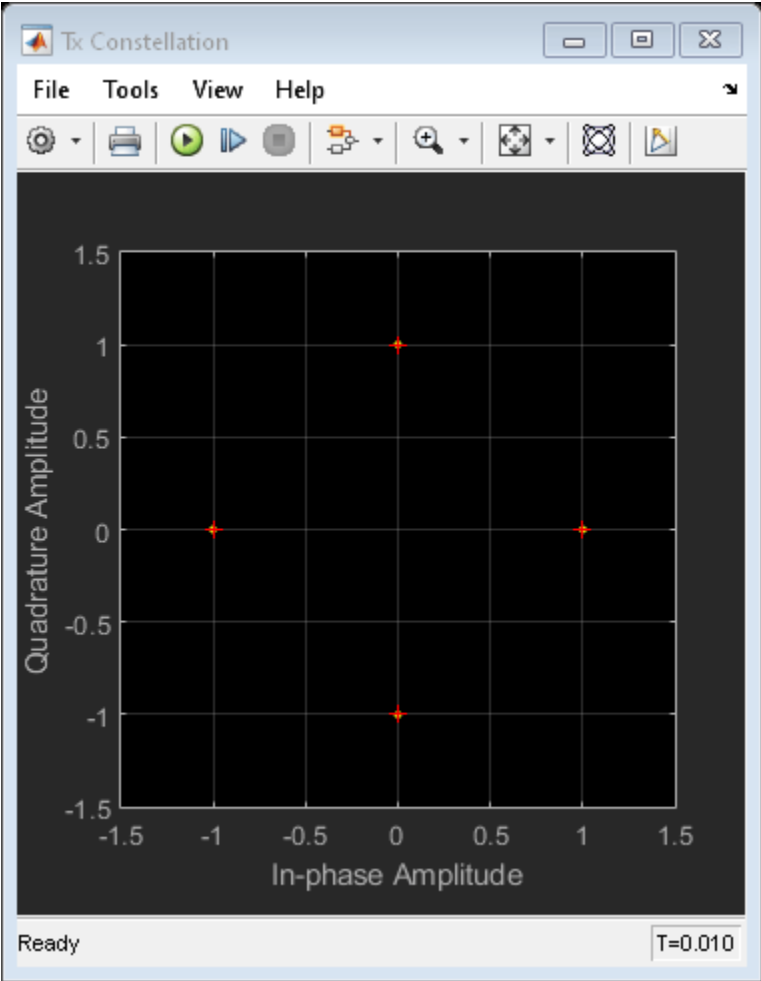 Tx Constellation
File Tools View Help
1.5
1
0.5
0
-0.5
-1
-1.5
Quadrature Amplitude
-1.5 -1 -0.5 0 0.5 1 1.5
In-phase Amplitude
Ready T=0.010